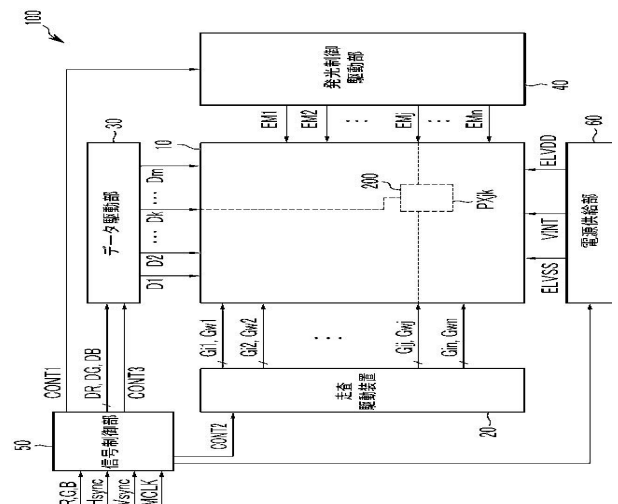 100
発光制御
駆動部
40
EM1
EM2
...
EMj
...
EMn
30
データ駆動部
D1
D2
...
Dk
...
Dm
10
200
PXjk
60
電源供給部
ELVSS
VINT
ELVDD
Gi1, Gw1
Gi2, Gw2
...
Gij, Gwj
Gin, Gwn
走査
駆動装置
20
CONT1
DR, DG, DB
CONT3
CONT2
50
信号制御部
R,G,B
Hsync
Vsync
MCLK